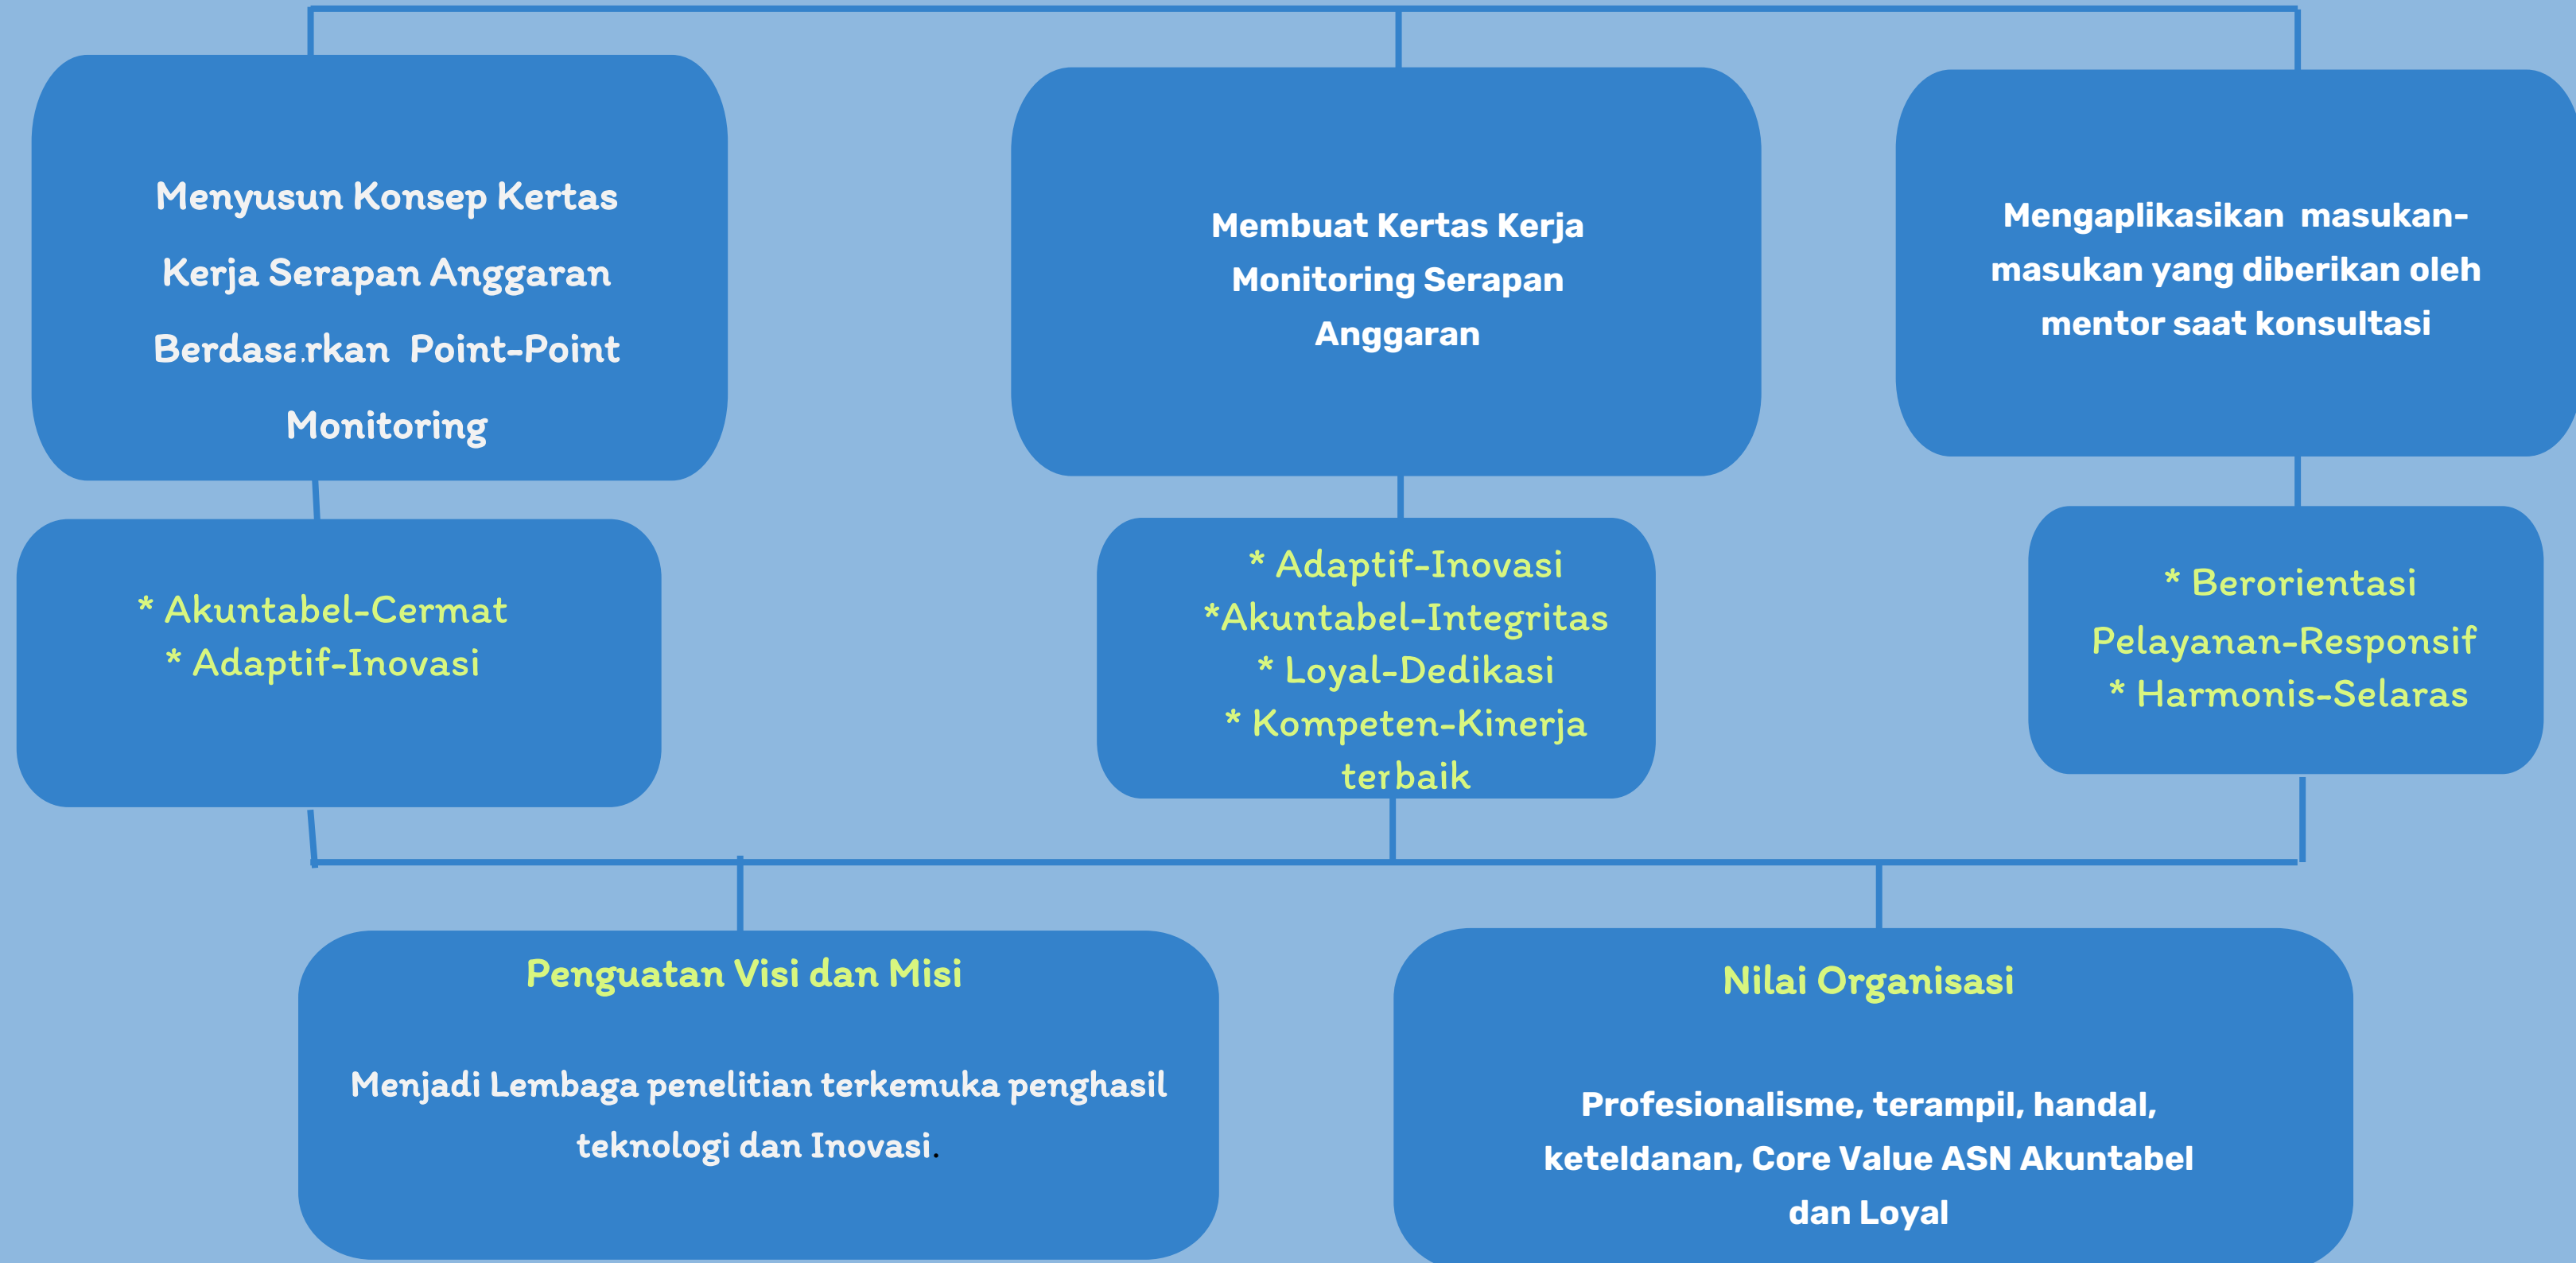 Menyusun Konsep Kertas
Kerja Serapan Anggaran
Berdasa.rkan Point-Point
Monitoring
Membuat Kertas Kerja
Monitoring Serapan
Anggaran
Mengaplikasikan masukan-
masukan yang diberikan oleh
mentor saat konsultasi
* Akuntabel-Cermat
* Adaptif-Inovasi
* Adaptif-Inovasi
*Akuntabel-Integritas
* Loyal-Dedikasi
* Kompeten-Kinerja
terbaik
* Berorientasi
Pelayanan-Responsif
* Harmonis-Selaras
Penguatan Visi dan Misi
Menjadi Lembaga penelitian terkemuka penghasil
teknologi dan Inovasi.
Nilai Organisasi
Profesionalisme, terampil, handal,
keteldanan, Core Value ASN Akuntabel
dan Loyal